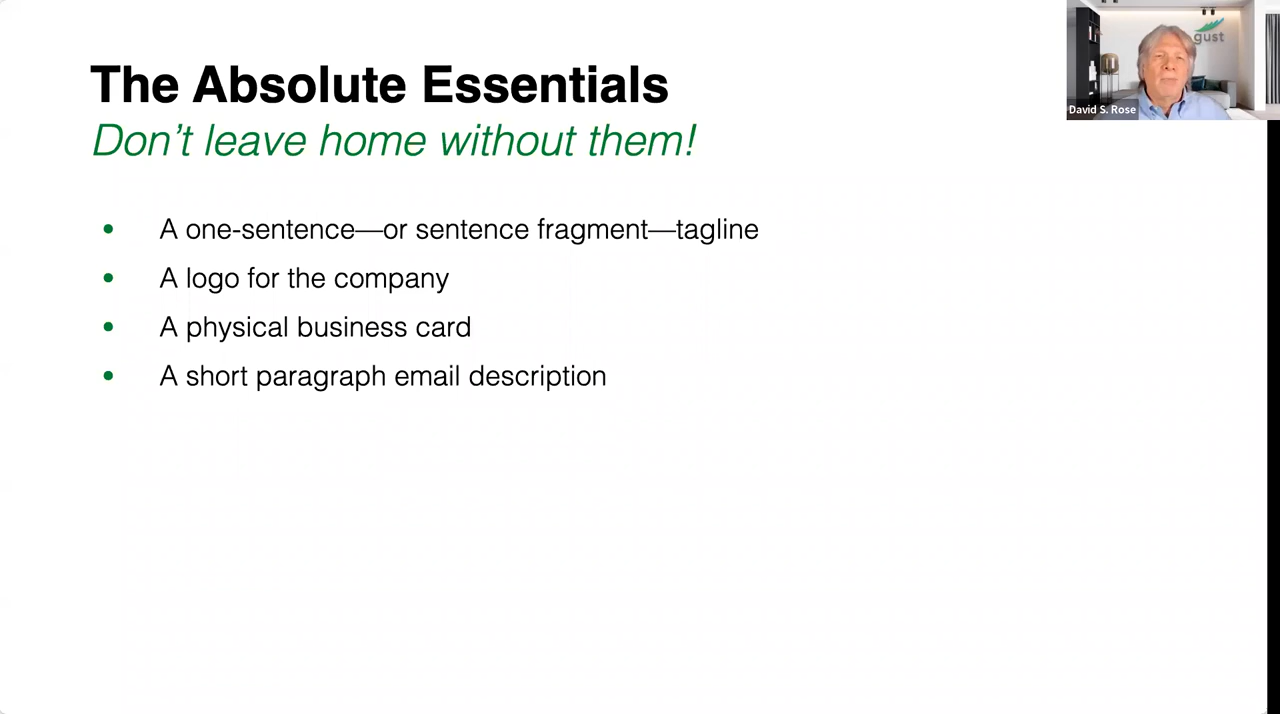 The Absolute Essentials
Don’t leave home without them!
• A one-sentence—or sentence fragment—tagline
• A logo for the company
• A physical business card
• A short paragraph email description
gust
David S. Rose